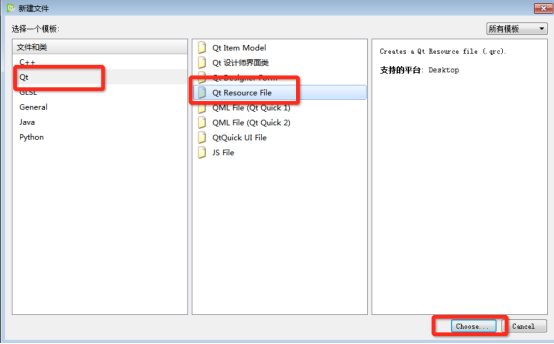 新建文件
选择一个模板:
所有模板
文件和类
C++
Qt
GLSL
General
Java
Python
Qt Item Model
Qt 设计师界面类
Qt Designer Form
Qt Resource File
QML File (Qt Quick 1)
QML File (Qt Quick 2)
QtQuick UI File
JS File
Creates a Qt Resource file (.qrc).
支持的平台: Desktop
Choose...
Cancel